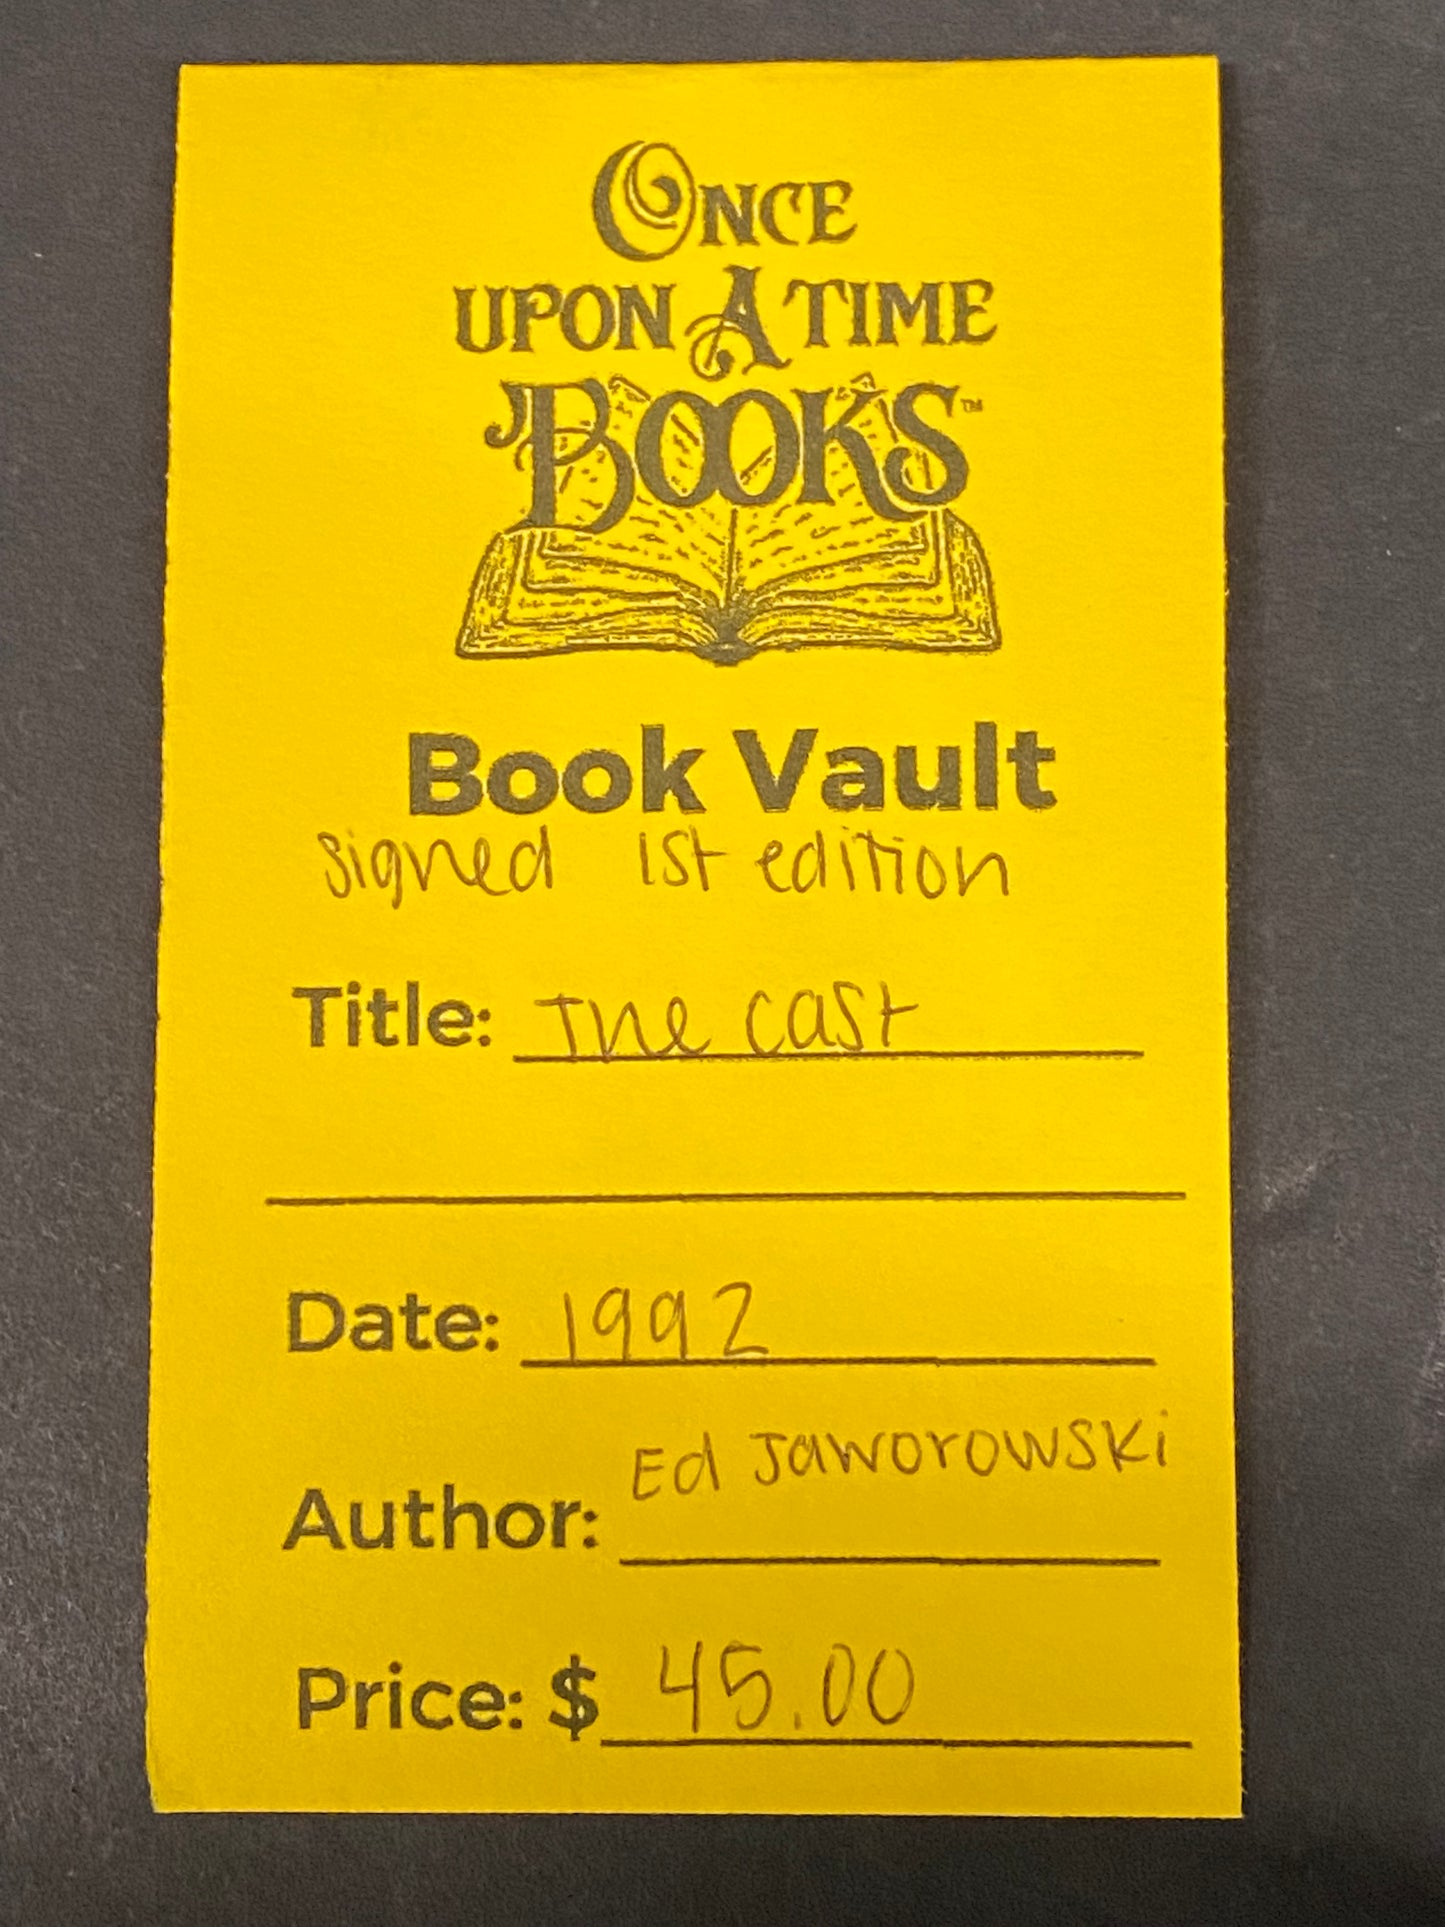 ONCE
UPON A TIME
BOOKS™
Book Vault
signed 1st edition
Title: The cast
Date: 1992
Author: Ed Jaworowski
Price: $ 45.00